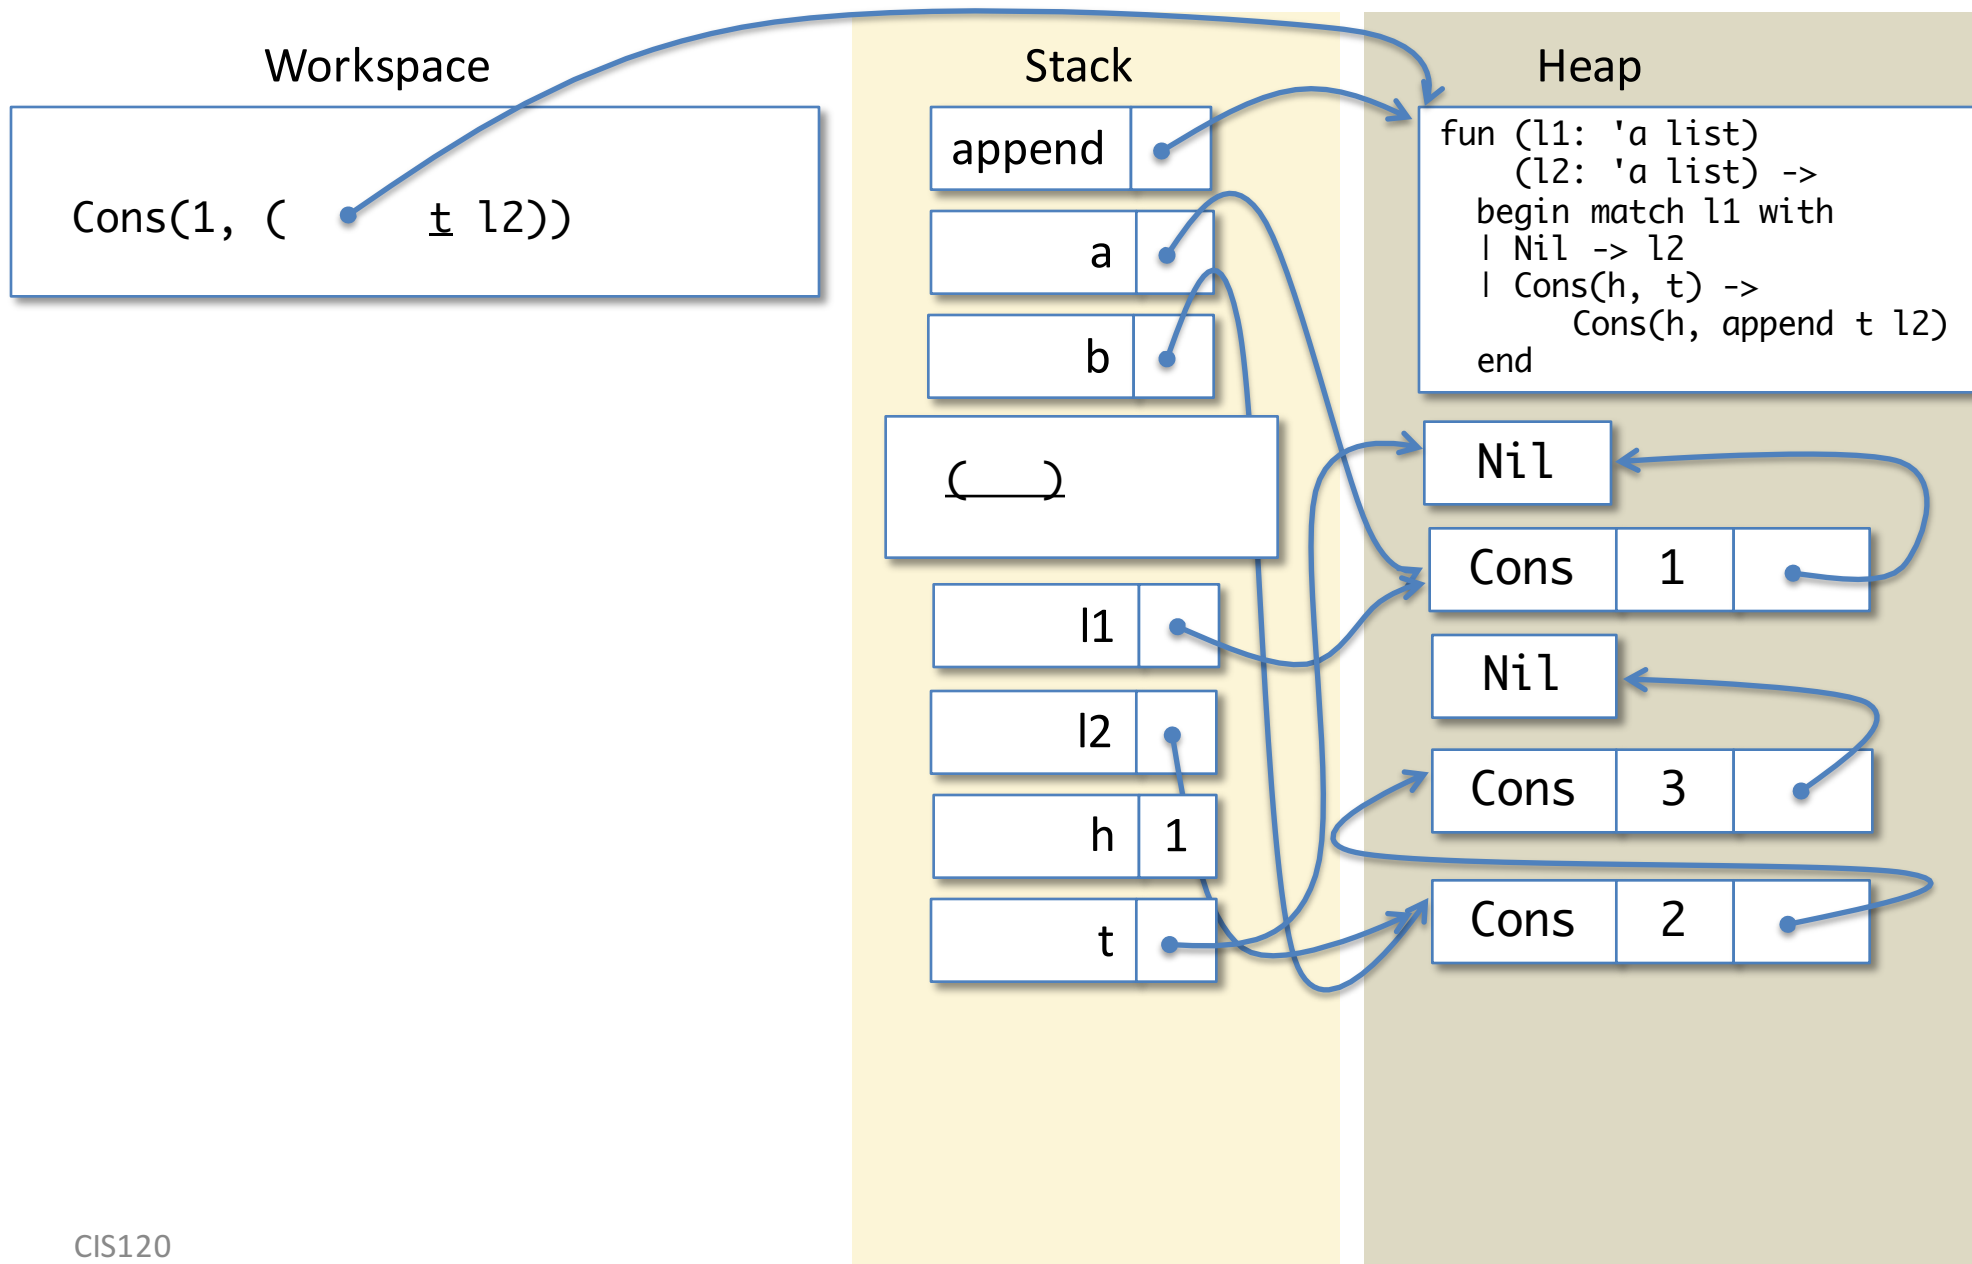 Workspace
Stack
Heap
Cons(1, ( t l2))
append
a
b
( )
l1
l2
h 1
t
fun (l1: 'a list)
(l2: 'a list) ->
begin match l1 with
| Nil -> l2
| Cons(h, t) ->
Cons(h, append t l2)
end
Nil
Cons 1
Nil
Cons 3
Cons 2
CIS120